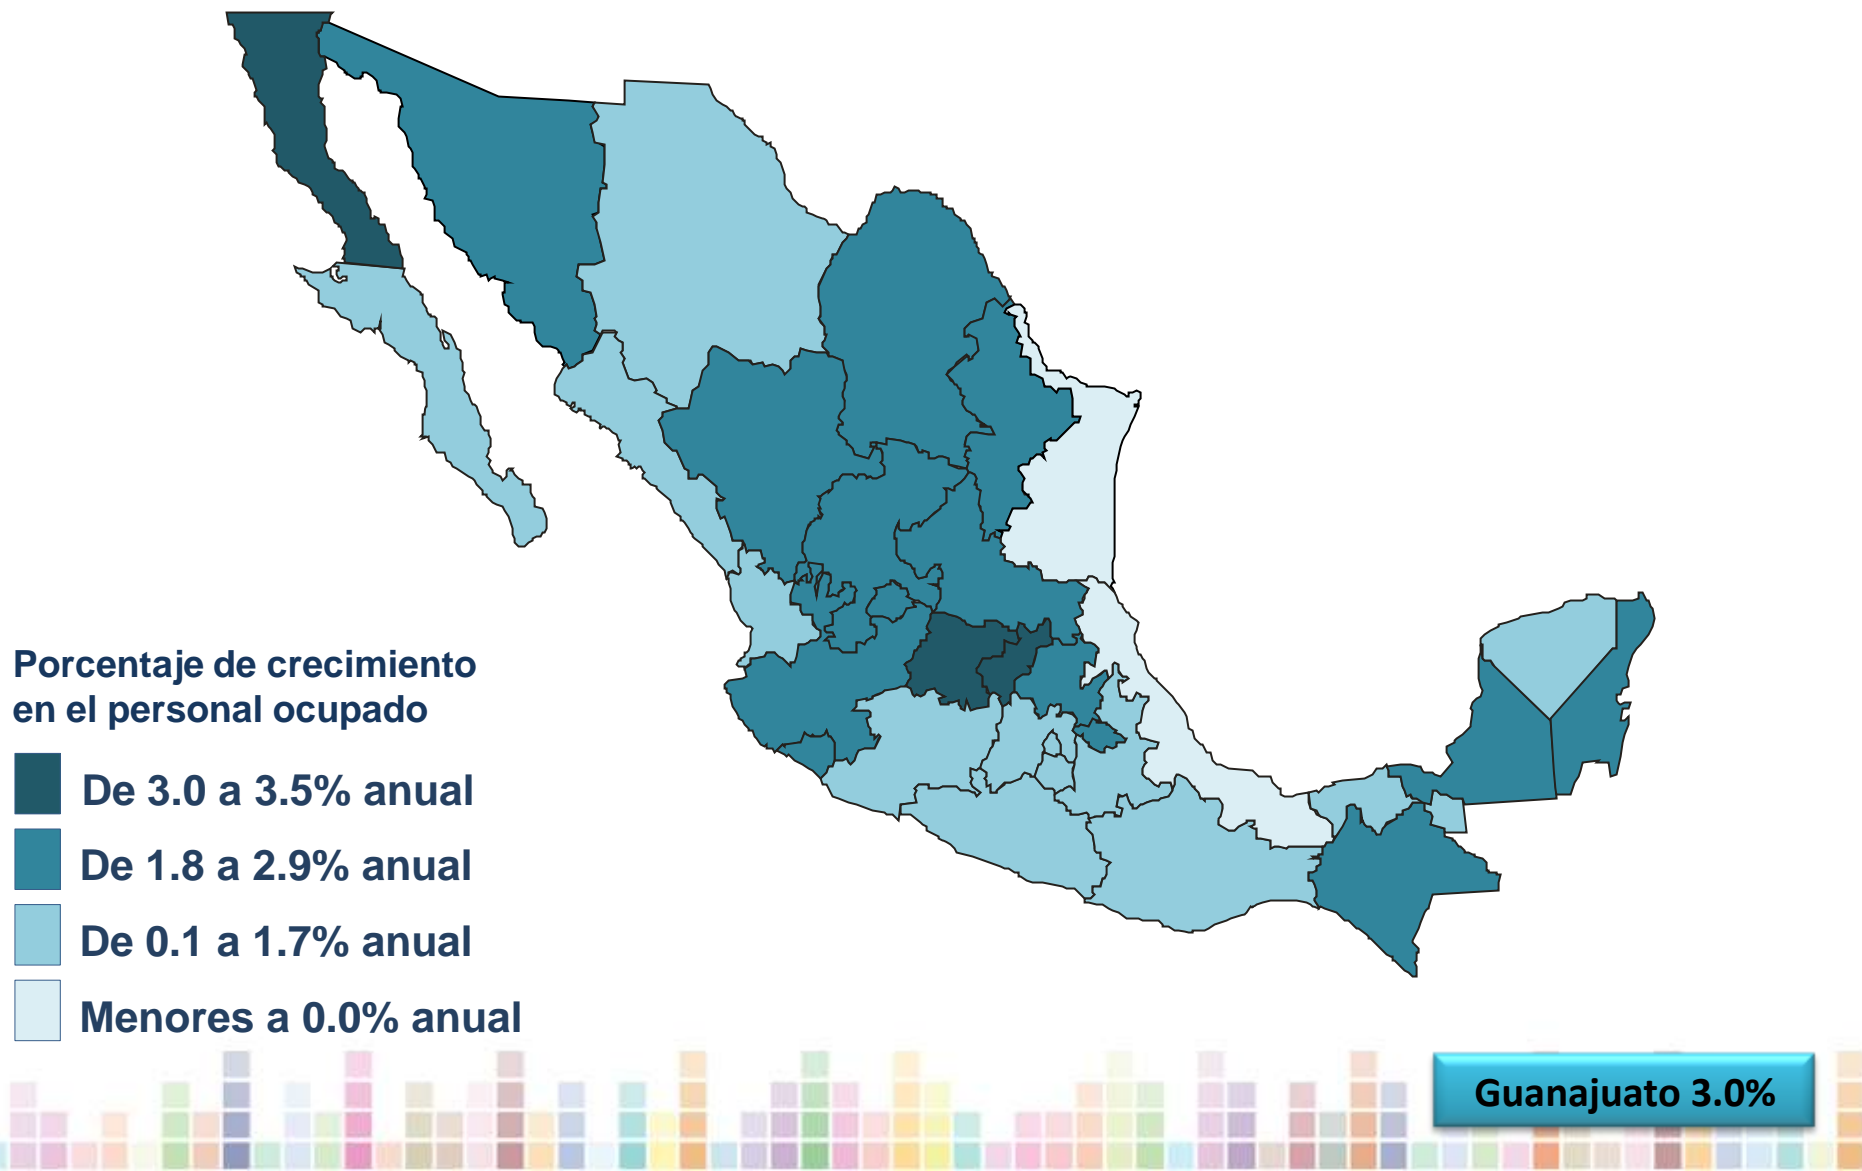 Porcentaje de crecimiento
en el personal ocupado
De 3.0 a 3.5% anual
De 1.8 a 2.9% anual
De 0.1 a 1.7% anual
Menores a 0.0% anual
Guanajuato 3.0%